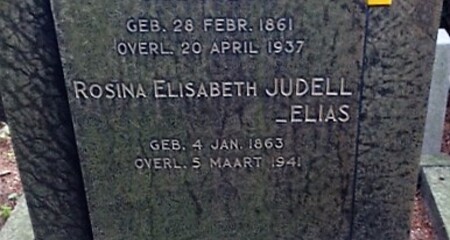 GEB. 28 FEBR. 1861
OVERL. 20 APRIL 1937
ROSINA ELISABETH JUDELL
_ELIAS
GEB. 4 JAN. 1863
OVERL. 5 MAART 1941